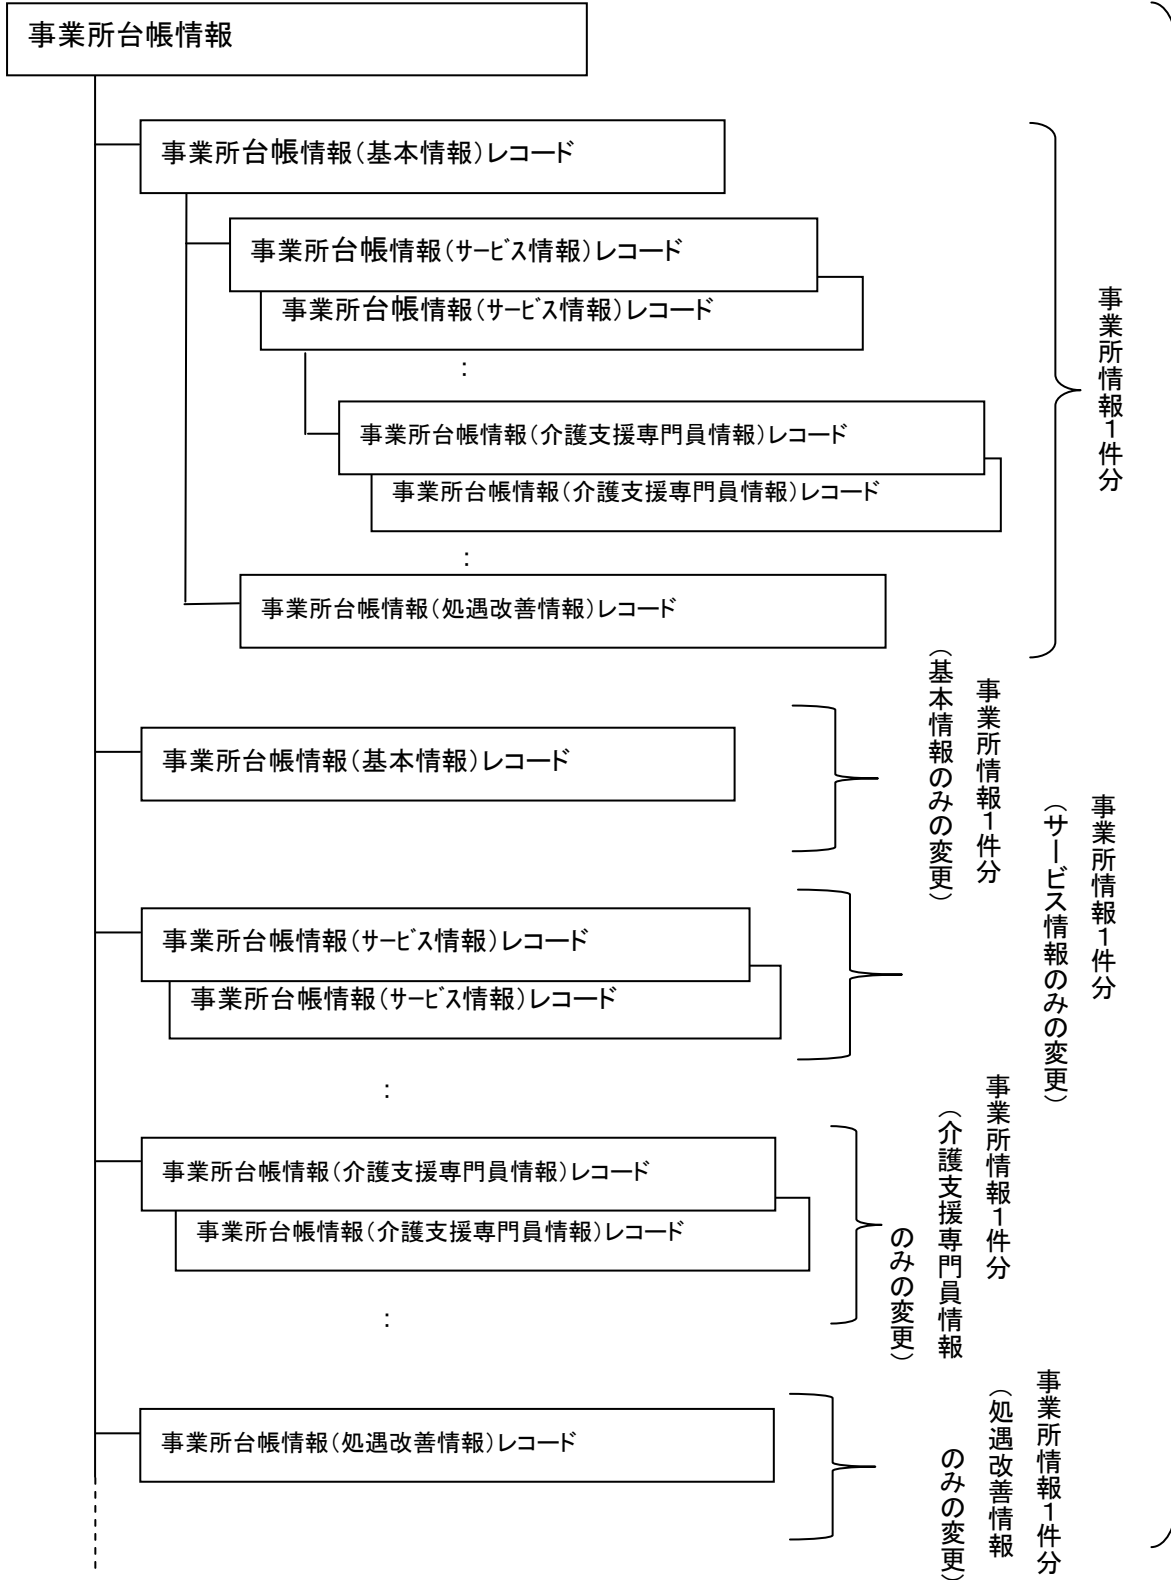 事業所台帳情報
事業所台帳情報(基本情報)レコード
事業所台帳情報(ｻｰﾋﾞｽ情報)レコード
事業所台帳情報(ｻｰﾋﾞｽ情報)レコード
:
事業所台帳情報(介護支援専門員情報)レコード
事業所台帳情報(介護支援専門員情報)レコード
:
事業所台帳情報(処遇改善情報)レコード
事業所情報1件分
事業所台帳情報(基本情報)レコード
事業所情報1件分
(基本情報のみの変更)
事業所台帳情報(ｻｰﾋﾞｽ情報)レコード
事業所台帳情報(ｻｰﾋﾞｽ情報)レコード
:
事業所情報1件分
(サービス情報のみの変更)
事業所台帳情報(介護支援専門員情報)レコード
事業所台帳情報(介護支援専門員情報)レコード
:
事業所情報1件分
(介護支援専門員情報
のみの変更)
事業所台帳情報(処遇改善情報)レコード
事業所情報1件分
(処遇改善情報
のみの変更)